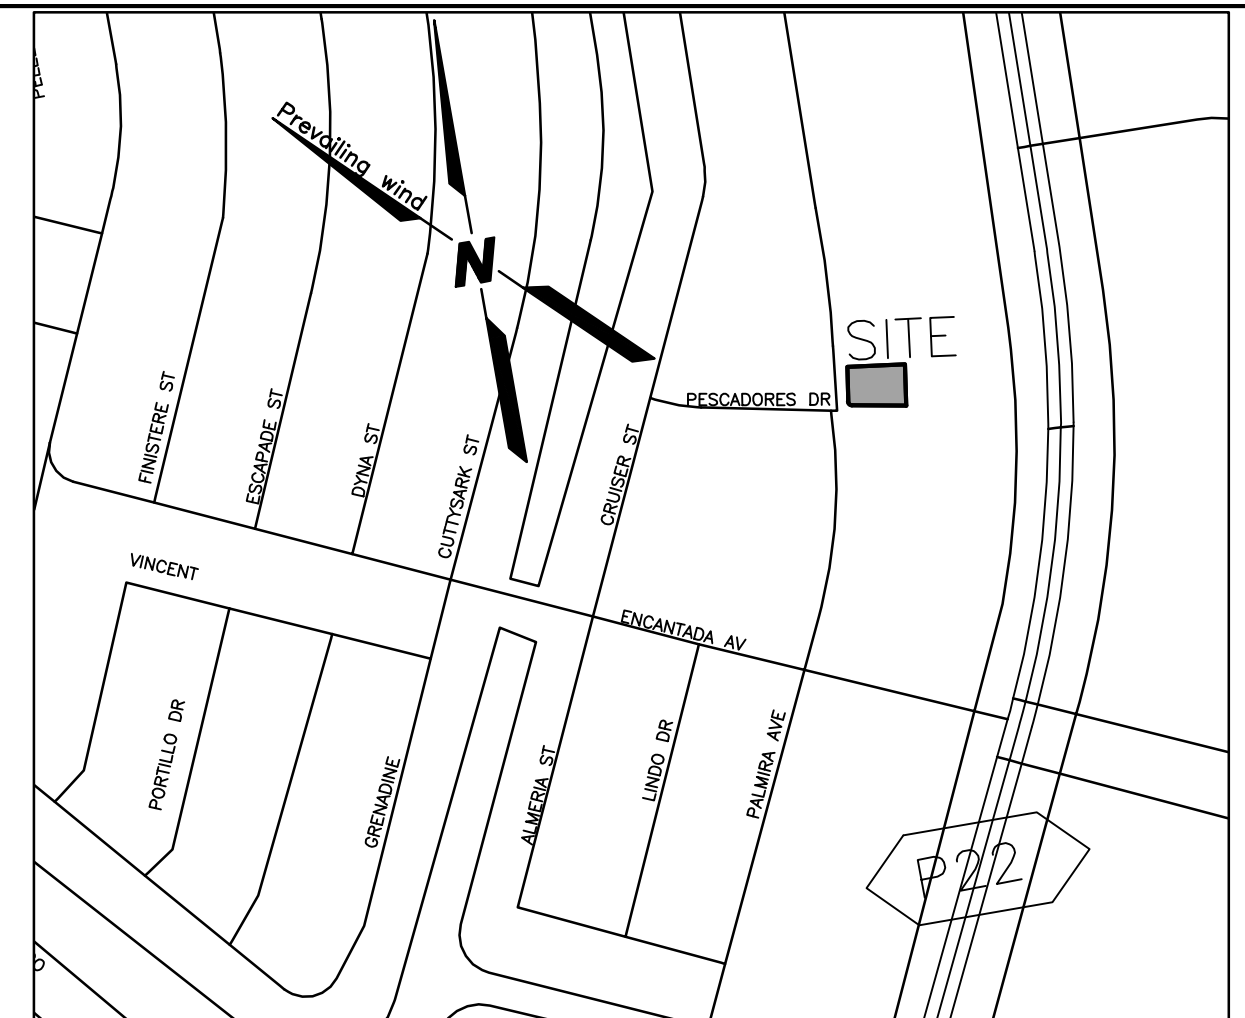 Prevailing wind
N
SITE
PESCADORES DR
FINISTERE ST
ESCAPADE ST
DYNA ST
CUTTYSARK ST
CRUISER ST
VINCENT
ENCANTADA AV
PORTILLO DR
GRENADINE
ALMERIA ST
LINDO DR
PALMIRA AVE
P22